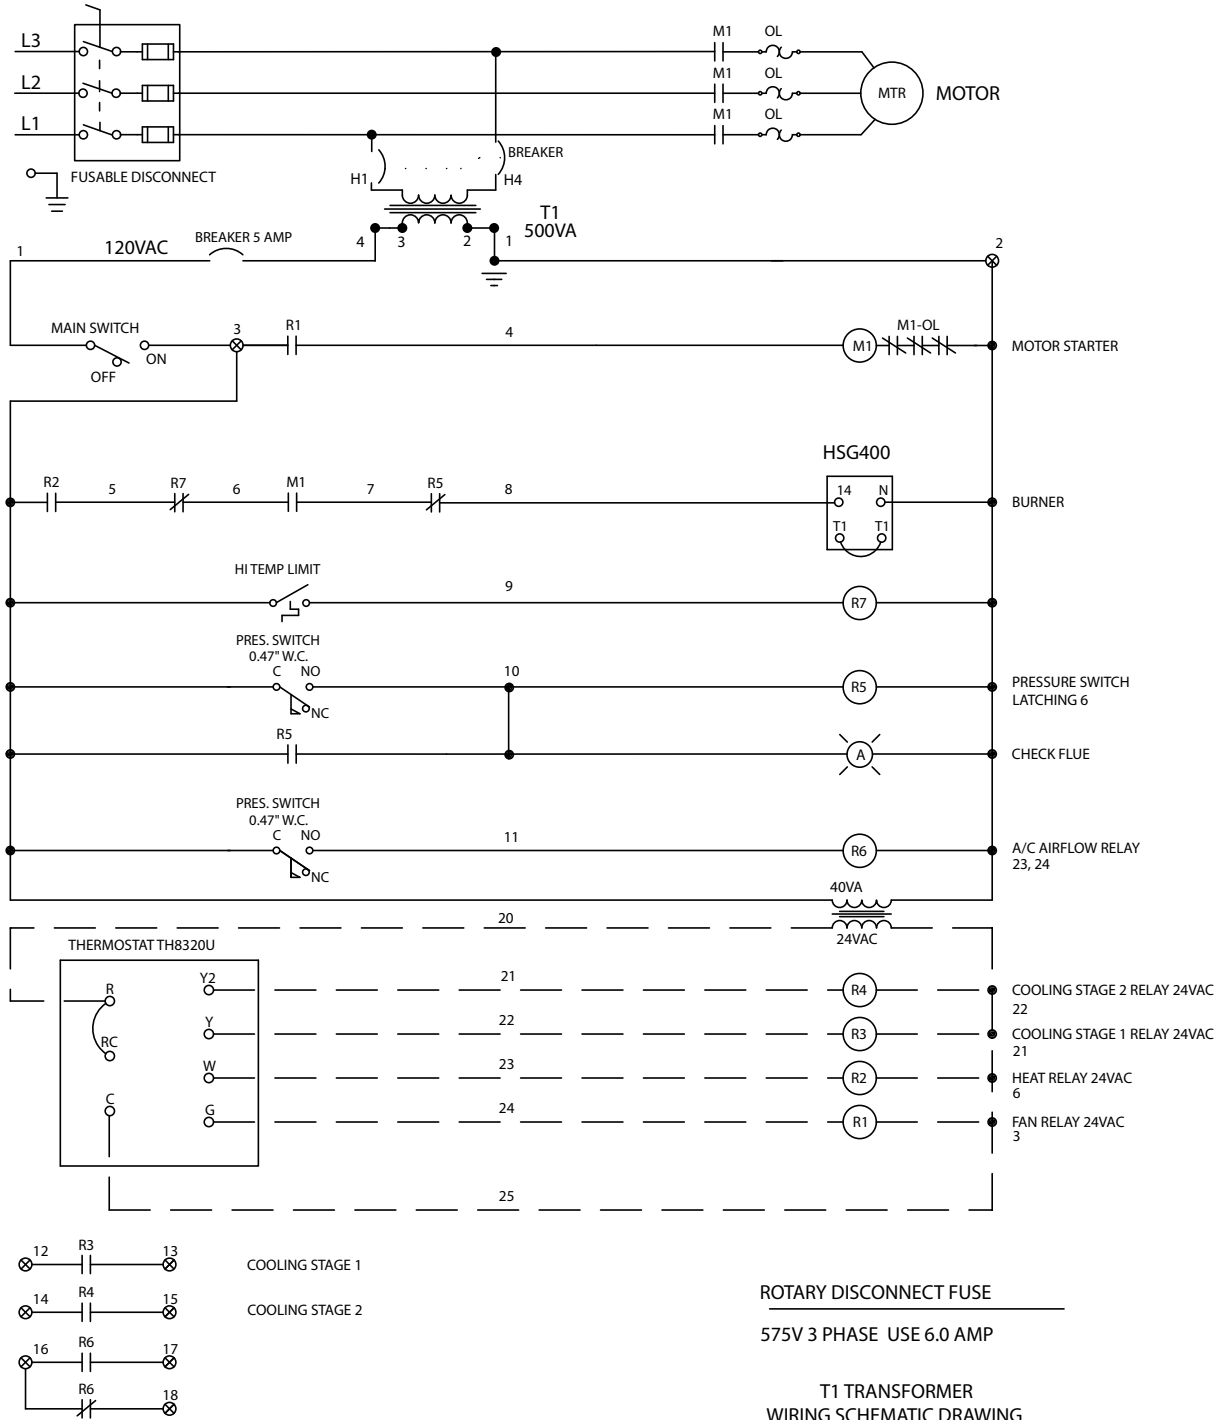 M1 OL
L3
M1 OL
L2
MTR MOTOR
M1 OL
L1
BREAKER
FUSABLE DISCONNECT
H1 H4
T1
500VA
BREAKER 5 AMP
4 3 2 1
1 120VAC 2
MAIN SWITCH 3 R1 4 M1-OL
M1 MOTOR STARTER
ON
OFF
HSG400
R2 5 R7 6 M1 7 R5 8 14 N BURNER
T1 T1
HI TEMP LIMIT
9
R7
PRES. SWITCH
0.47" W.C.
C NO 10
R5 PRESSURE SWITCH
LATCHING 6
NC
R5
A CHECK FLUE
PRES. SWITCH
0.47" W.C.
C NO 11
R6 A/C AIRFLOW RELAY
23, 24
NC
40VA
20
24VAC
THERMOSTAT TH8320U
R Y2 21 R4 COOLING STAGE 2 RELAY 24VAC
22
RC Y 22 R3 COOLING STAGE 1 RELAY 24VAC
21
W 23 R2 HEAT RELAY 24VAC
6
C G 24 R1 FAN RELAY 24VAC
3
25
12 R3 13 COOLING STAGE 1
14 R4 15 COOLING STAGE 2
16 R6 17
R6 18
ROTARY DISCONNECT FUSE
575V 3 PHASE USE 6.0 AMP
T1 TRANSFORMER
WIRING SCHEMATIC DRAWING